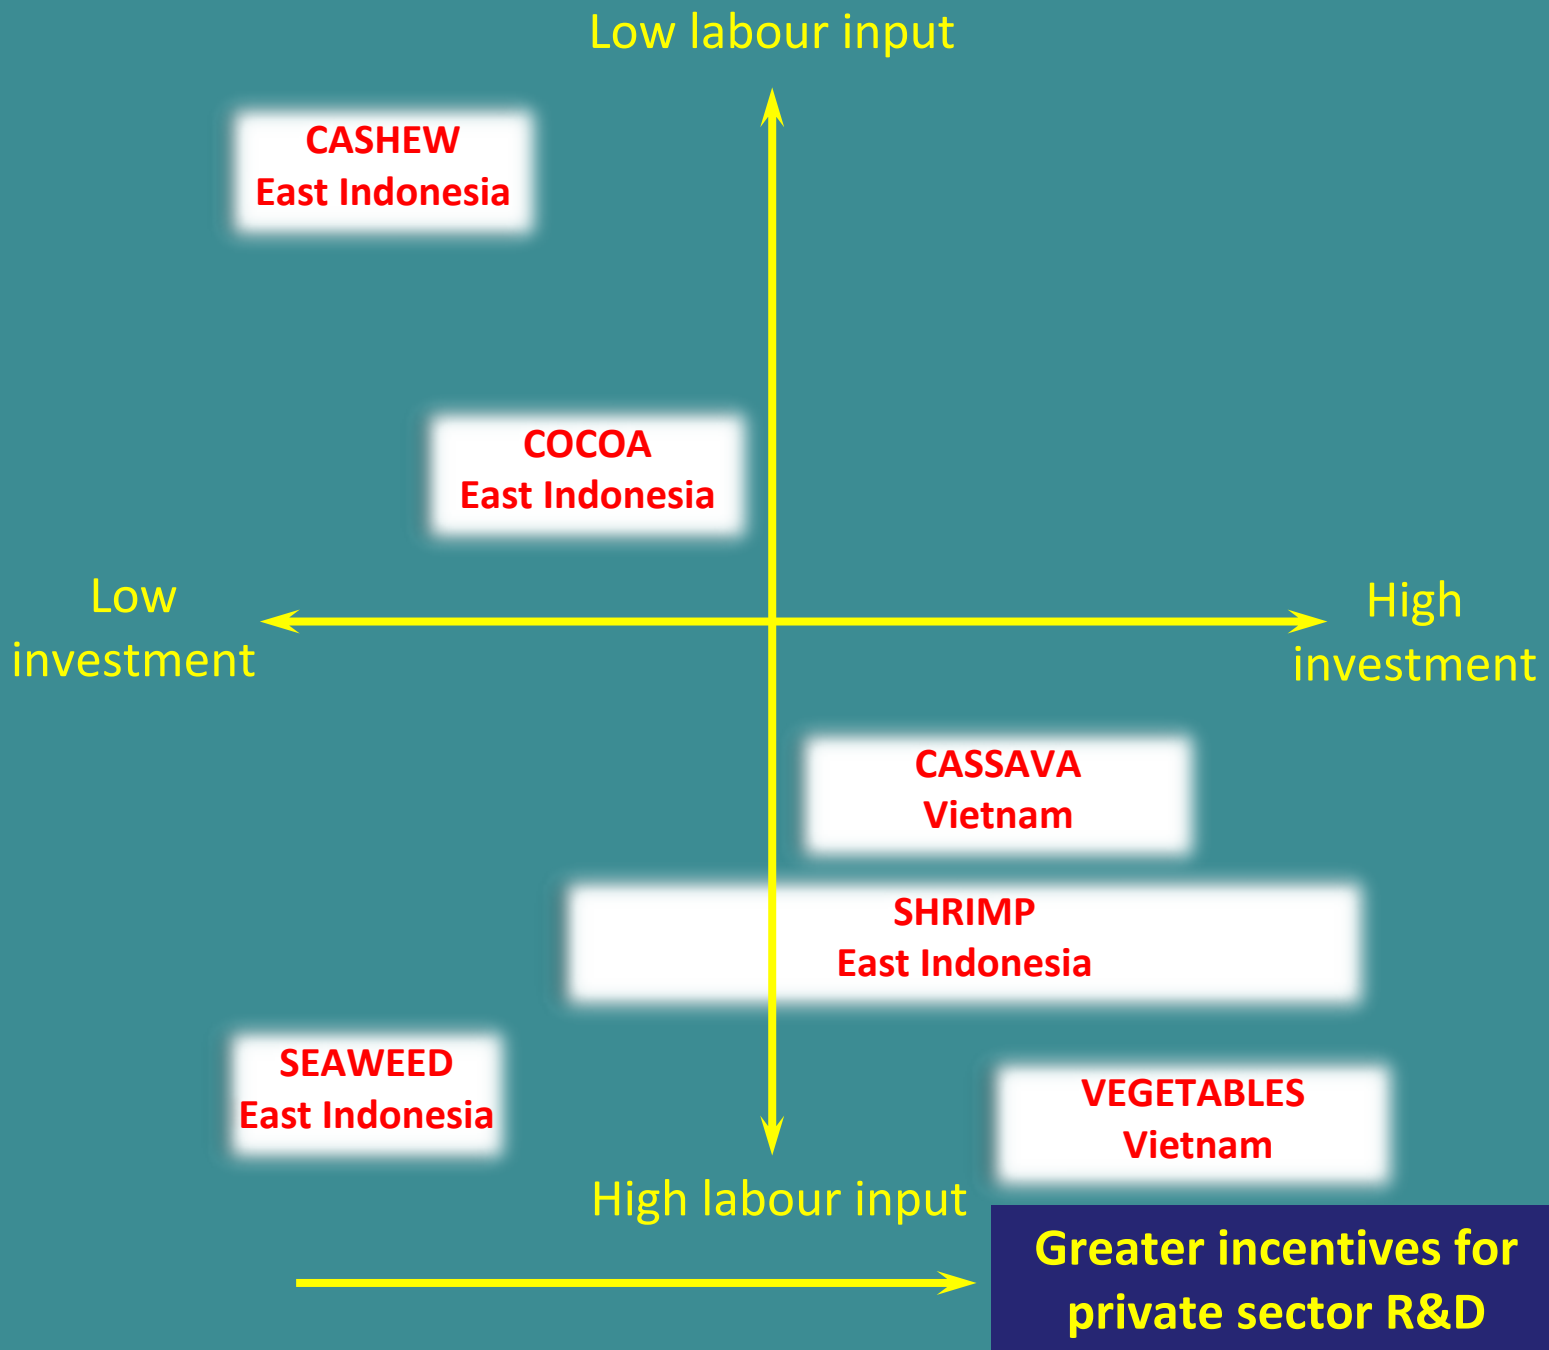 Low labour input
CASHEW
East Indonesia
COCOA
East Indonesia
Low
investment
High
investment
CASSAVA
Vietnam
SHRIMP
East Indonesia
SEAWEED
East Indonesia
VEGETABLES
Vietnam
High labour input
Greater incentives for
private sector R&D